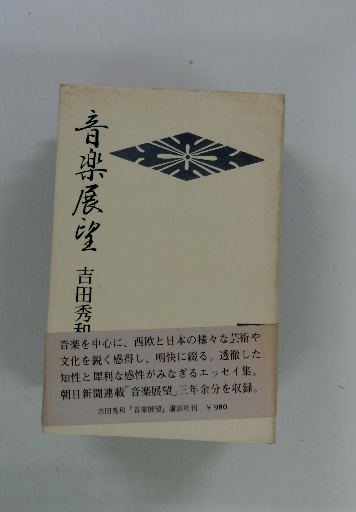 音楽展望
吉田秀和
音楽を中心に、西欧と日本の様々な芸術や
文化を鋭く感得し、明快に綴る。透徹した
知性と犀利な感性がみなぎるエッセイ集。
朝日新聞連載「音楽展望」三年余分を収録。
吉田秀和『音楽展望』講談社刊 ￥980